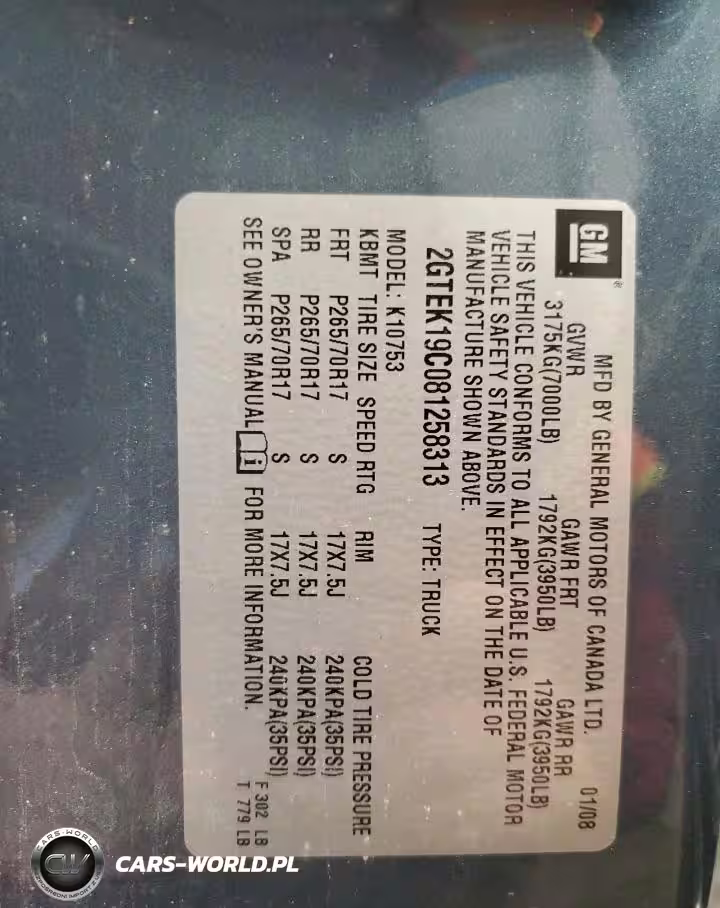 GM®
MFD BY GENERAL MOTORS OF CANADA LTD. 01/08
GVWR GAWR FRT GAWR RR
3175KG(7000LB) 1792KG(3950LB) 1792KG(3950LB)
THIS VEHICLE CONFORMS TO ALL APPLICABLE U.S. FEDERAL MOTOR
VEHICLE SAFETY STANDARDS IN EFFECT ON THE DATE OF
MANUFACTURE SHOWN ABOVE.
2GTEK19C081258313 TYPE: TRUCK
MODEL: K10753
KBMT TIRE SIZE SPEED RTG RIM COLD TIRE PRESSURE
FRT P265/70R17 S 17X7.5J 240KPA(35PSI)
RR P265/70R17 S 17X7.5J 240KPA(35PSI)
SPA P265/70R17 S 17X7.5J 240KPA(35PSI)
SEE OWNER'S MANUAL i FOR MORE INFORMATION.
F 302 LB
T 779 LB
CARS-WORLD
CW
CARS-WORLD.PL